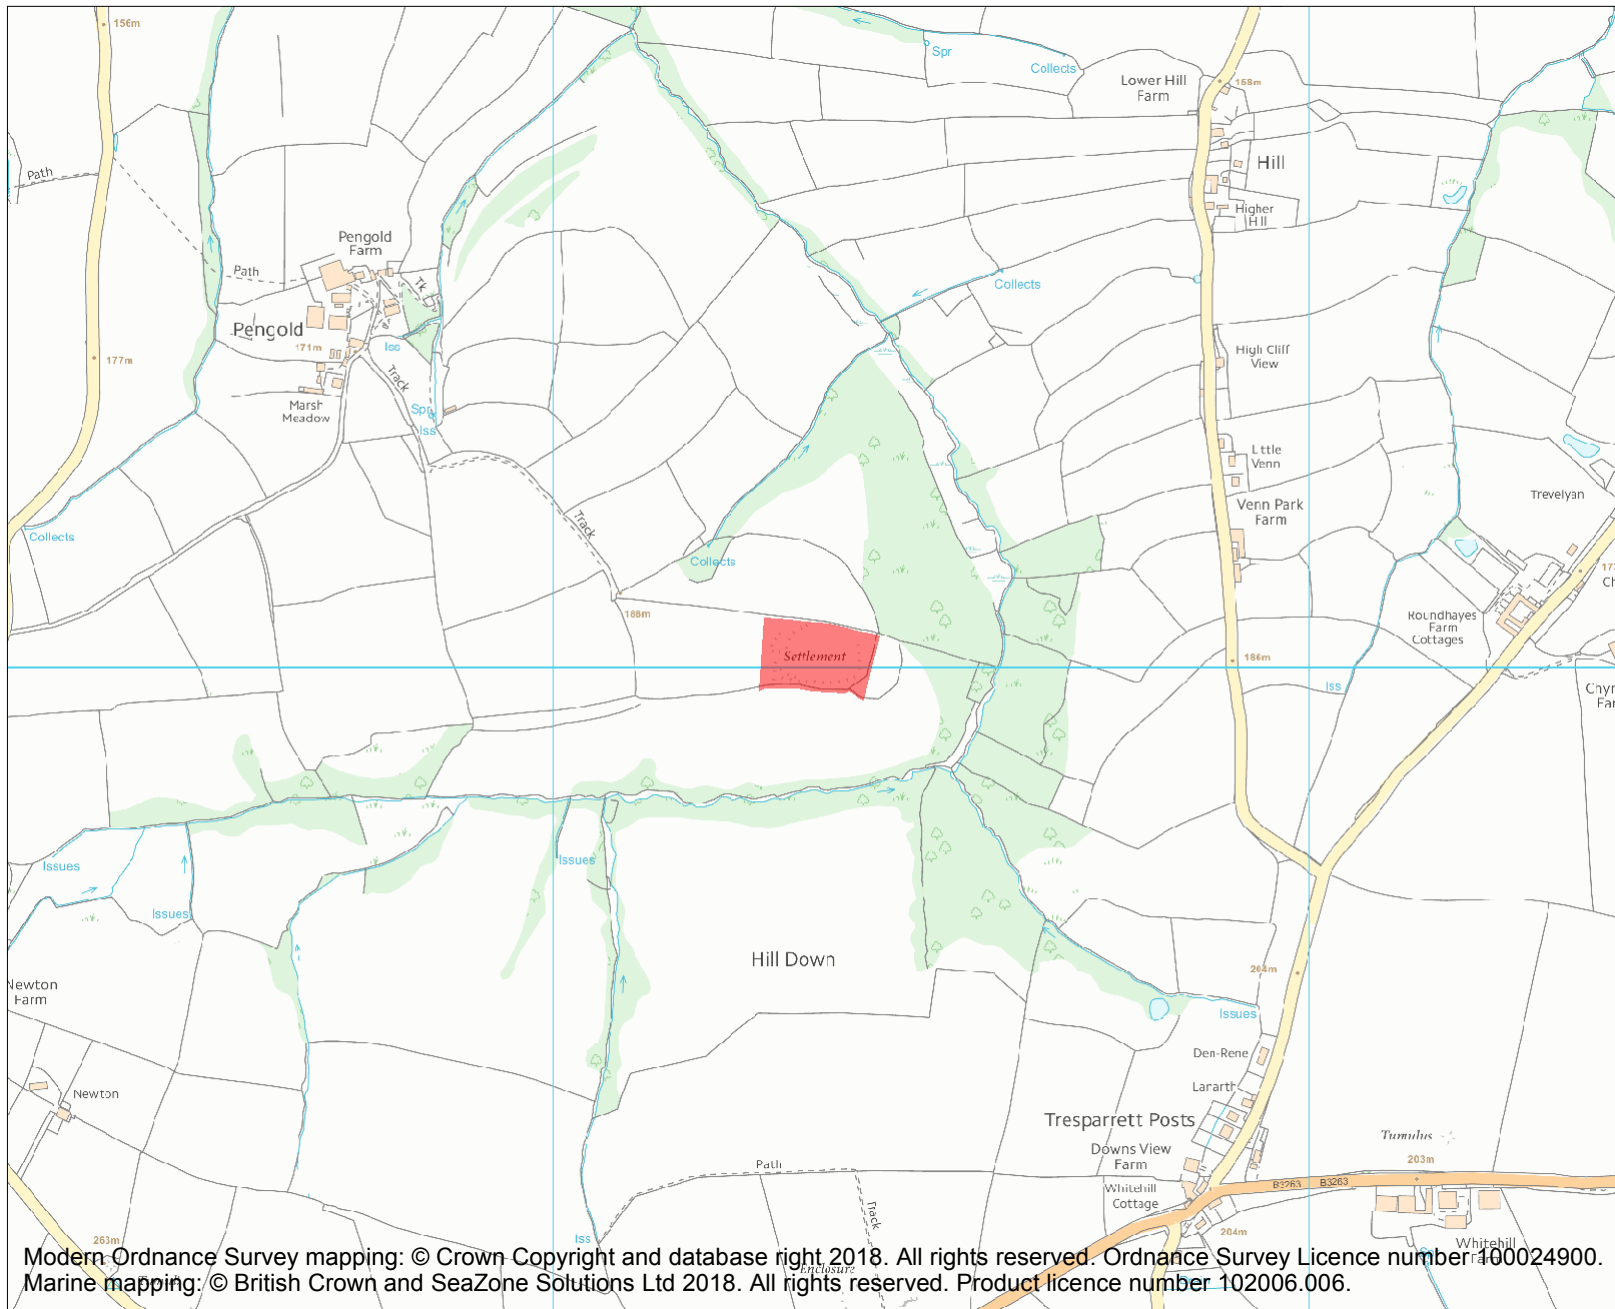 156m
Spr
Collects
Lower Hill
Farm
158m
Path
Hill
Higher
Hill
Pengold
Farm
Path
Tk
Collects
Pengold
171m
Iss
177m
Track
High Cliff
View
Marsh
Meadow
Spr
Iss
Little
Venn
Trevelyan
Venn Park
Farm
Track
Collects
Collects
188m
Roundhayes
Farm
Cottages
Settlement
186m
Iss
Issues
Issues
Issues
Hill Down
204m
Newton
Farm
Issues
Den-Rene
Newton
Lanarth
Tresparrett Posts
Tumulus
Downs View
Farm
203m
Path
B3263
B3263
Whitehill
Cottage
Track
204m
Iss
263m
Whitehill
Farm
Enclosure
Modern Ordnance Survey mapping: © Crown Copyright and database right 2018. All rights reserved. Ordnance Survey Licence number 100024900.
Marine mapping: © British Crown and SeaZone Solutions Ltd 2018. All rights reserved. Product licence number 102006.006.